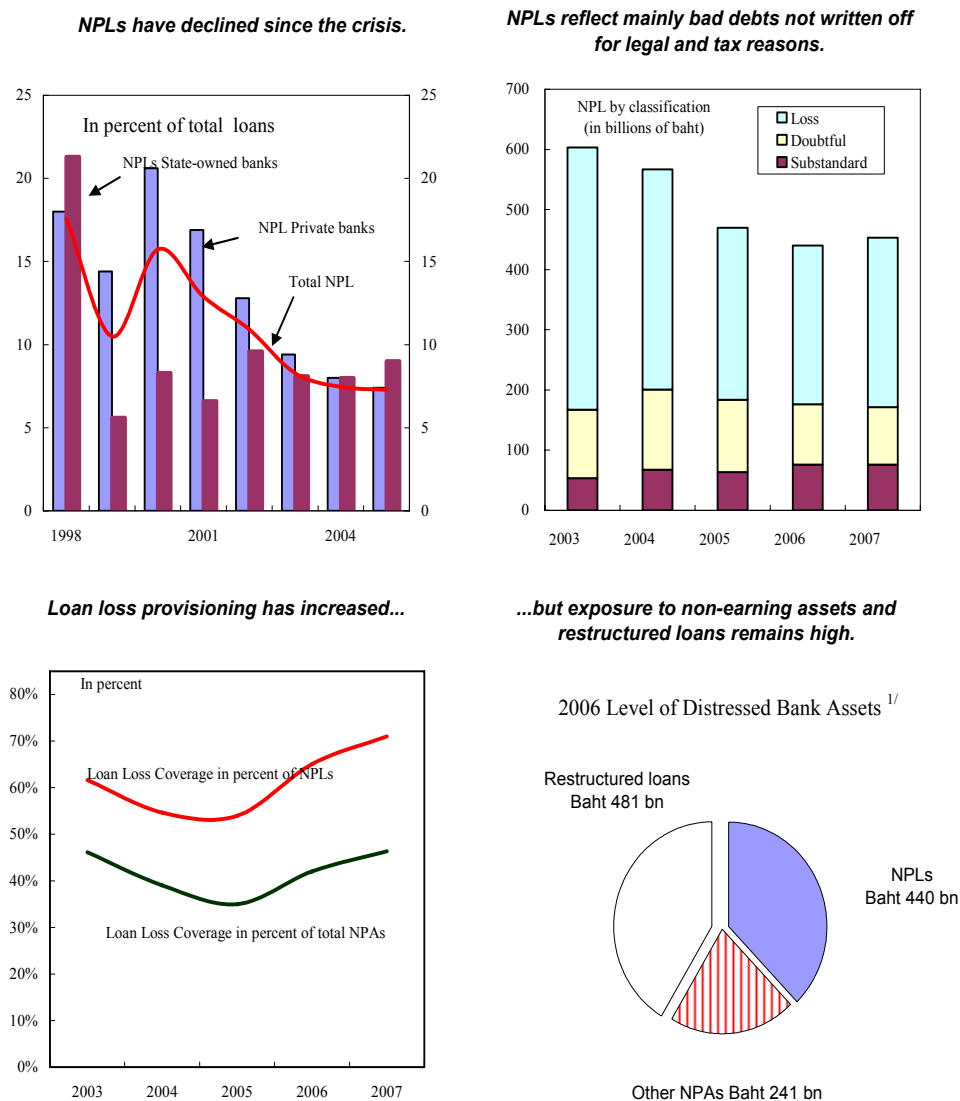 NPLs have declined since the crisis.
25
20
15
10
5
0
25
20
15
10
5
0
In percent of total loans
NPLs State-owned banks
NPL Private banks
Total NPL
1998
2001
2004
NPLs reflect mainly bad debts not written off
for legal and tax reasons.
700
600
500
400
300
200
100
0
NPL by classification
(in billions of baht)
Loss
Doubtful
Substandard
2003
2004
2005
2006
2007
Loan loss provisioning has increased...
In percent
80%
70%
60%
50%
40%
30%
20%
10%
0%
Loan Loss Coverage in percent of NPLs
Loan Loss Coverage in percent of total NPAs
2003
2004
2005
2006
2007
...but exposure to non-earning assets and
restructured loans remains high.
2006 Level of Distressed Bank Assets 1/
Restructured loans
Baht 481 bn
NPLs
Baht 440 bn
Other NPAs Baht 241 bn